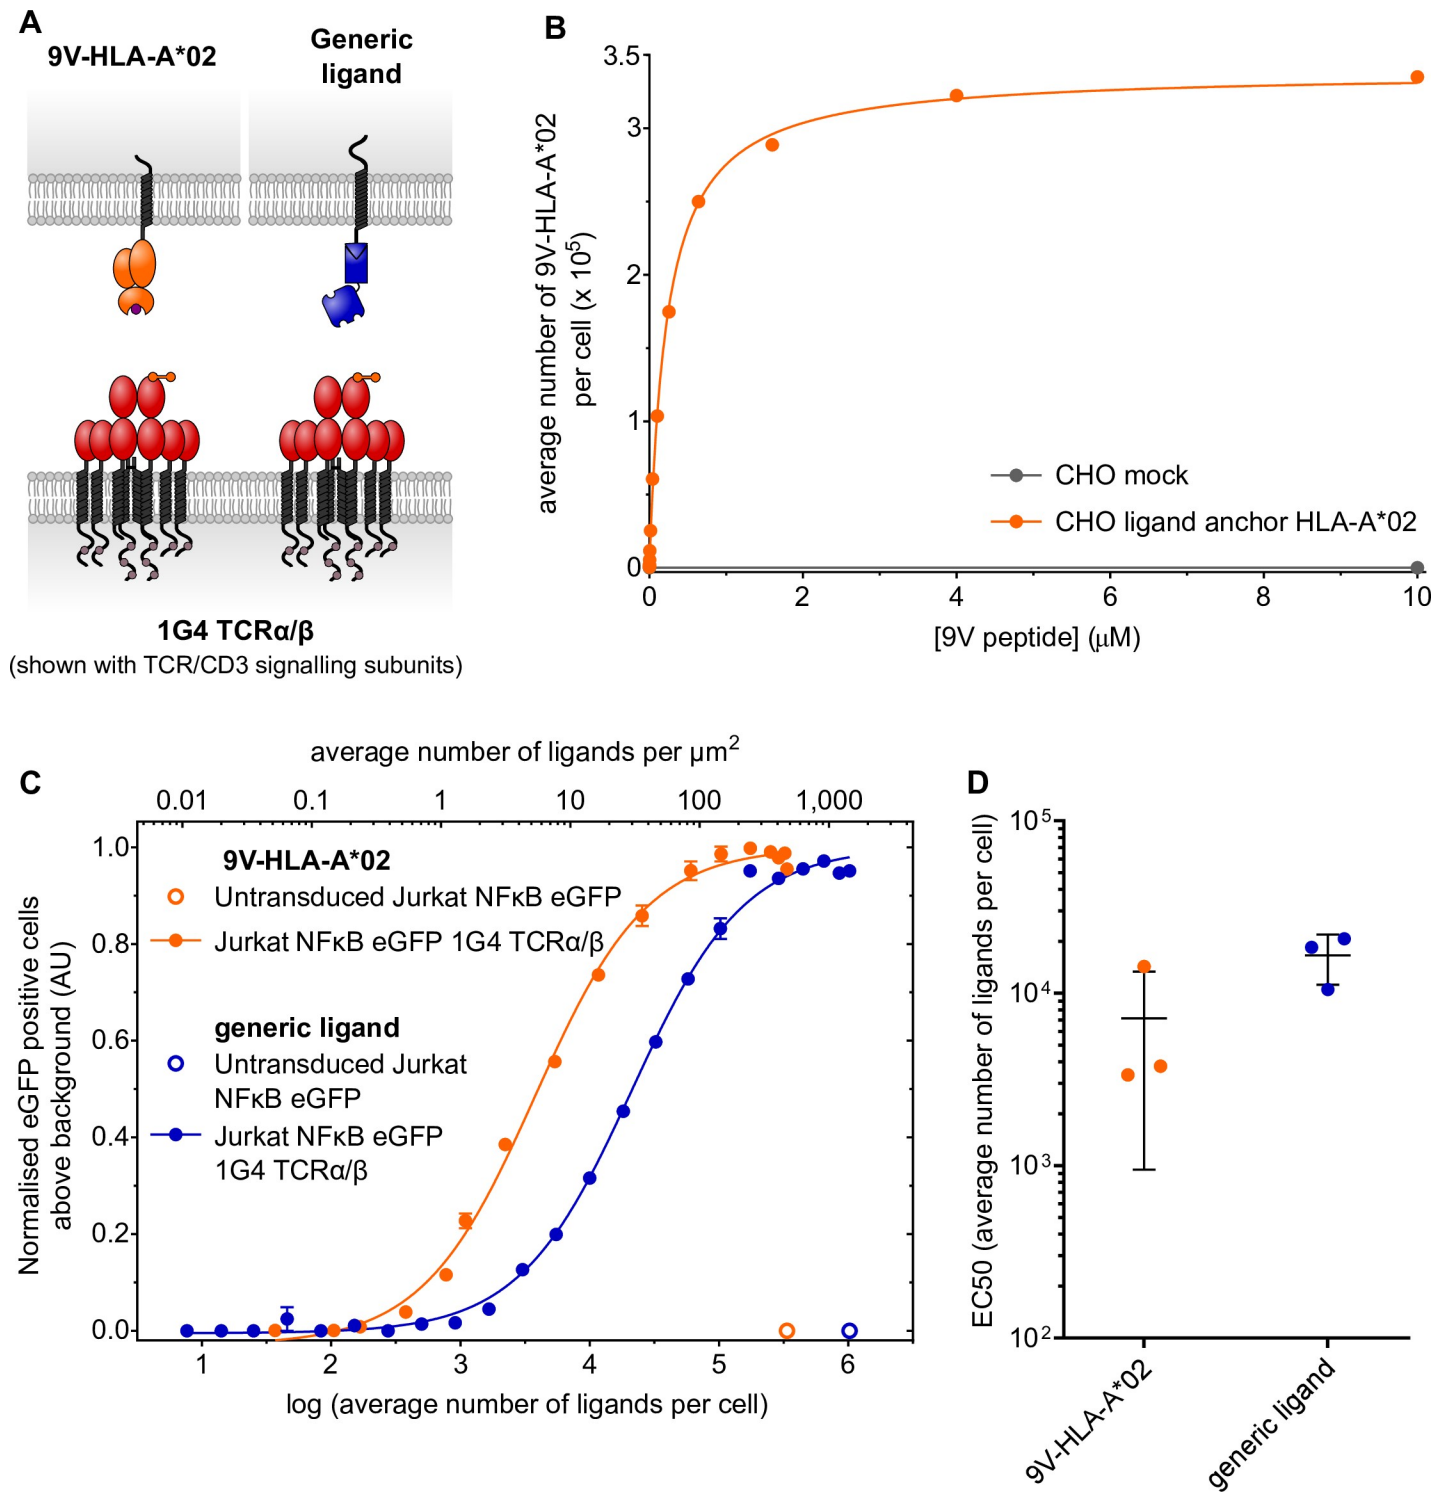 A
9V-HLA-A*02
Generic
ligand
1G4 TCRα/β
(shown with TCR/CD3 signalling subunits)
B
average number of 9V-HLA-A*02
per cell (x 10⁵)
3.5
3
2
1
0
0 2 4 6 8 10
[9V peptide] (μM)
CHO mock
CHO ligand anchor HLA-A*02
C
average number of ligands per µm²
0.01 0.1 1 10 100 1,000
Normalised eGFP positive cells
above background (AU)
1.0
0.8
0.6
0.4
0.2
0.0
9V-HLA-A*02
Untransduced Jurkat NFκB eGFP
Jurkat NFκB eGFP 1G4 TCRα/β
generic ligand
Untransduced Jurkat
NFκB eGFP
Jurkat NFκB eGFP
1G4 TCRα/β
1 2 3 4 5 6
log (average number of ligands per cell)
D
EC50 (average number of ligands per cell)
10⁵
10⁴
10³
10²
9V-HLA-A*02
generic ligand